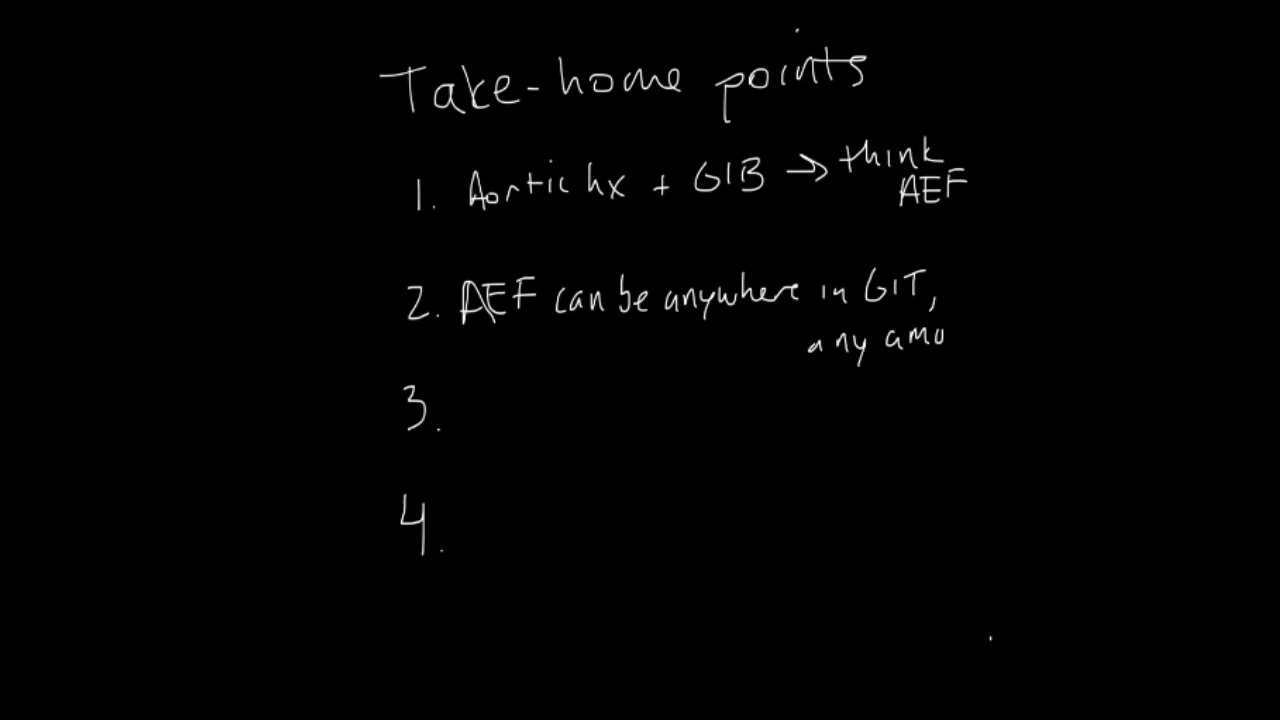 Take-home points
1. Aortic hx + GIB → think
AEF
2. AEF can be anywhere in GIT,
any amo
3.
4.